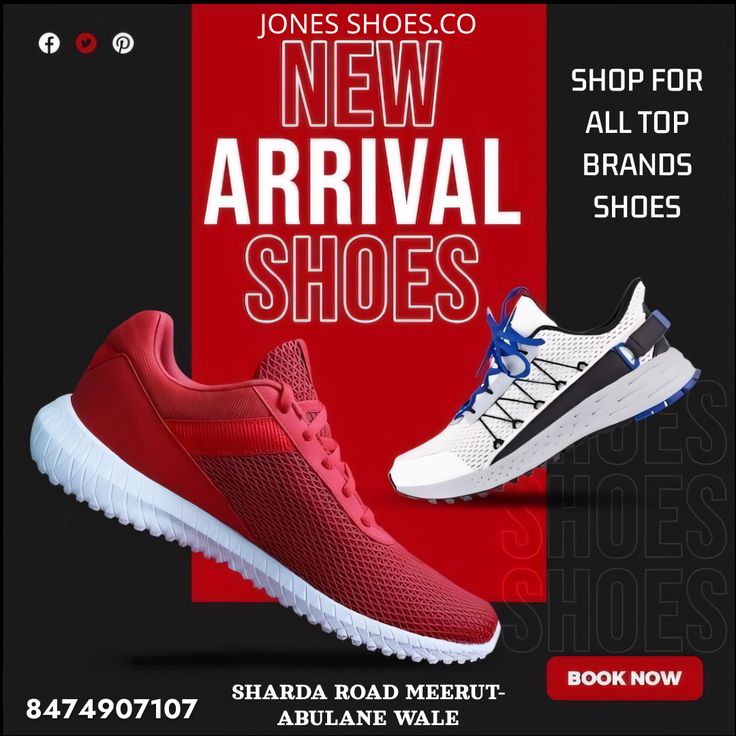 JONES SHOES.CO
NEW
ARRIVAL
SHOES
SHOP FOR
ALL TOP
BRANDS
SHOES
SHOES
SHOES
SHOES
BOOK NOW
8474907107
SHARDA ROAD MEERUT-
ABULANE WALE